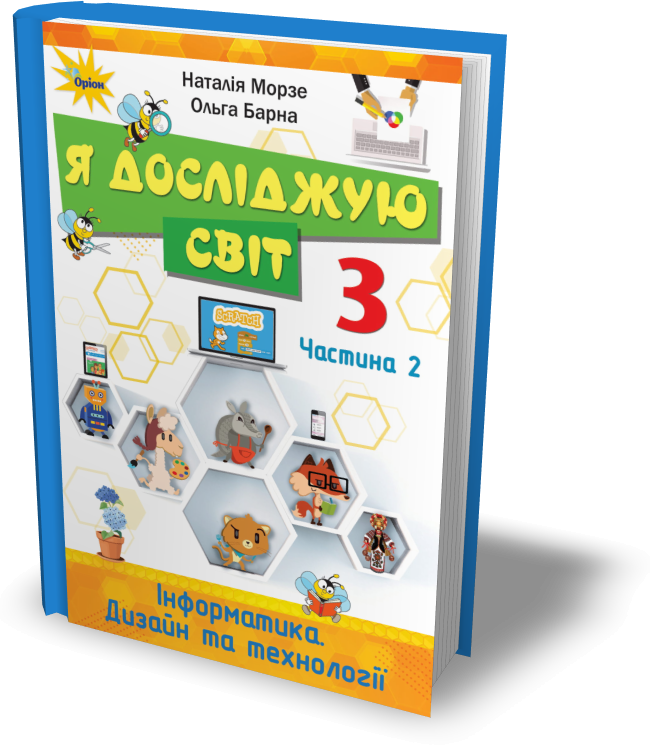 Оріон
Наталія Морзе
Ольга Барна
Я ДОСЛІДЖУЮ
СВІТ
3
Частина 2
SCRATCH
Інформатика.
Дизайн та технології